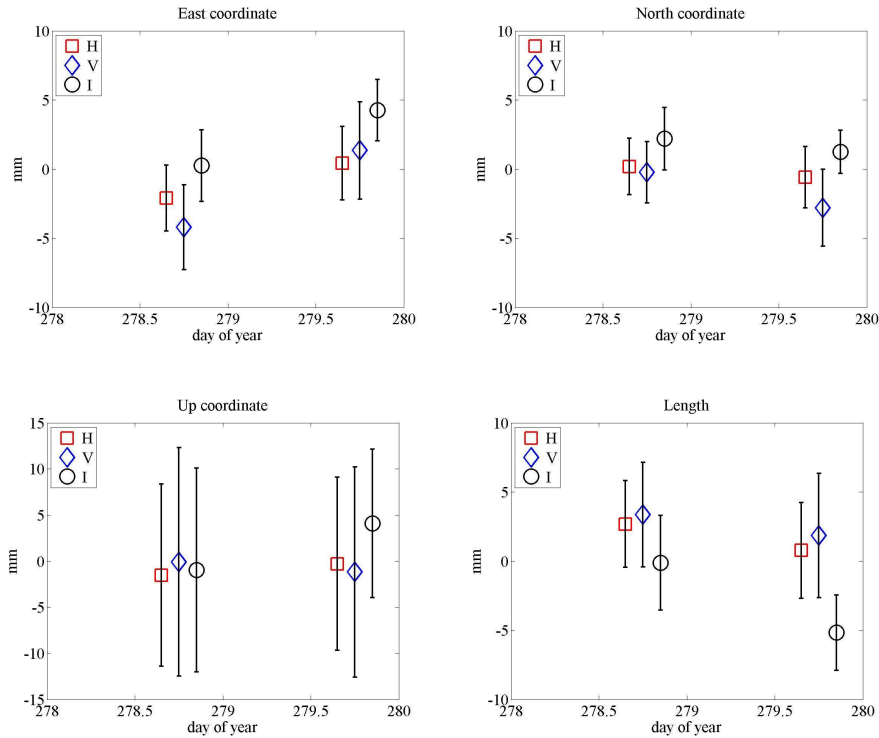 East coordinate
10
5
0
-5
-10
mm
H
V
I
278
278.5
279
279.5
280
day of year
North coordinate
10
5
0
-5
-10
mm
H
V
I
278
278.5
279
279.5
280
day of year
Up coordinate
15
10
5
0
-5
-10
-15
mm
H
V
I
278
278.5
279
279.5
280
day of year
Length
10
5
0
-5
-10
mm
H
V
I
278
278.5
279
279.5
280
day of year